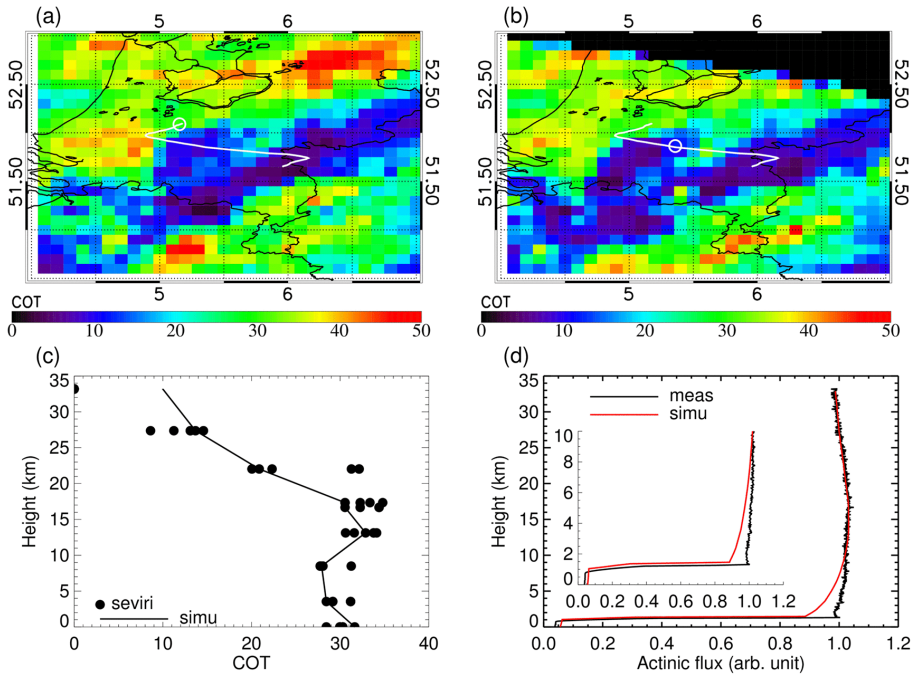 (a)
5 6
52.50 52.50
51.50 51.50
5 6
COT
0 10 20 30 40 50
(b)
5 6
52.50 52.50
51.50 51.50
5 6
COT
0 10 20 30 40 50
(c)
35
30
25
20
15
10
5
0
Height (km)
seviri
simu
0 10 20 30 40
COT
(d)
35
30
25
20
15
10
5
0
Height (km)
meas
simu
10
8
6
4
2
0
0.0 0.2 0.4 0.6 0.8 1.0 1.2
0.0 0.2 0.4 0.6 0.8 1.0 1.2
Actinic flux (arb. unit)